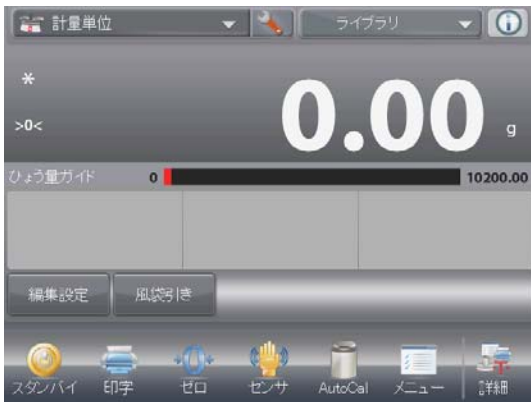 計量単位 ライブラリ
*
0.00 g
>0<
ひょう量ガイド 0 10200.00
編集設定 風袋引き
スタンバイ 印字 ゼロ センサ AutoCal メニュー 詳細